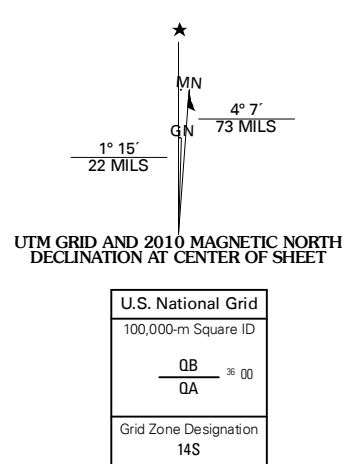 ★
MN
4° 7´
73 MILS
GN
1° 15´
22 MILS
UTM GRID AND 2010 MAGNETIC NORTH
DECLINATION AT CENTER OF SHEET
U.S. National Grid
100,000-m Square ID
QB
36 00
QA
Grid Zone Designation
14S